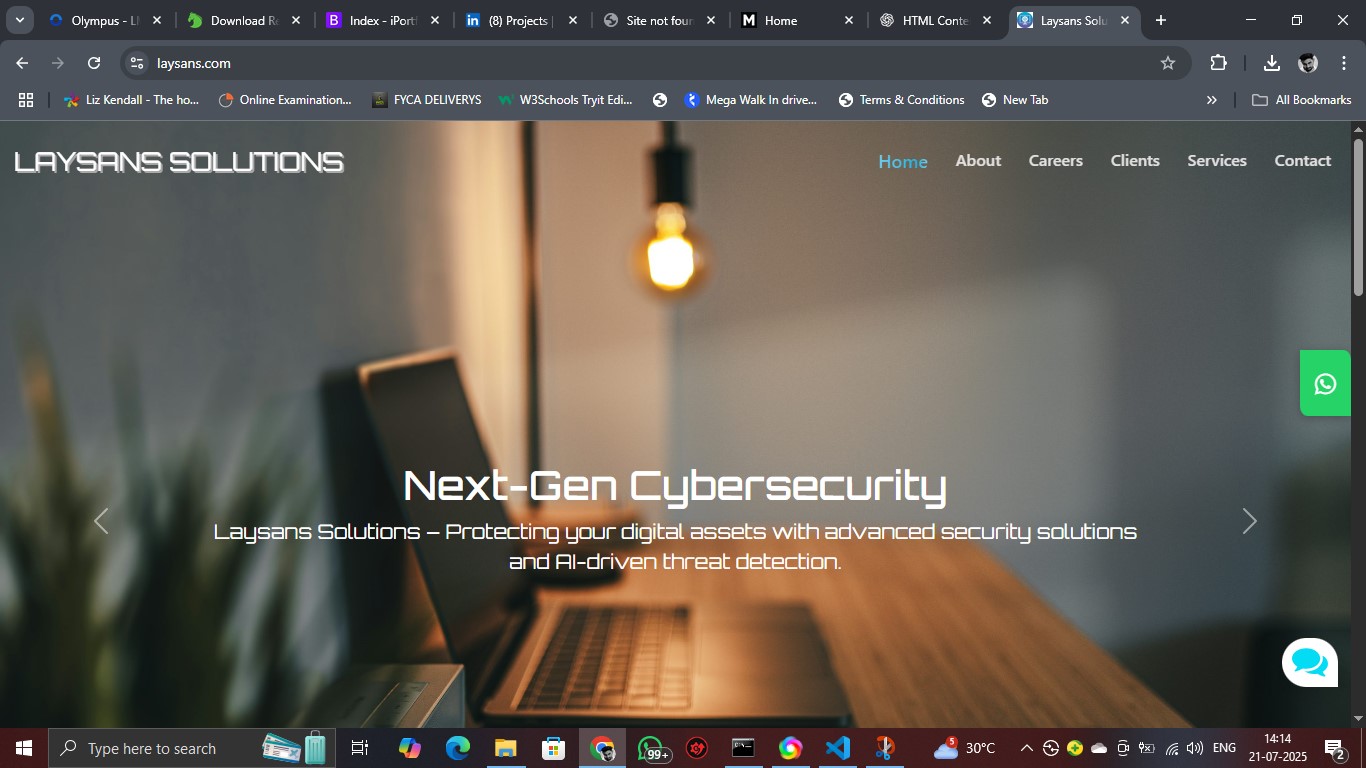 Olympus - LI
Download Re
B Index - iPortf
in (8) Projects |
Site not foun
M Home
HTML Conte
Laysans Solu
laysans.com
Liz Kendall - The ho...
Online Examination...
FYCA DELIVERYS
W3Schools Tryit Edi...
Mega Walk In drive...
Terms & Conditions
New Tab
»
All Bookmarks
LAYSANS SOLUTIONS
Home About Careers Clients Services Contact
Next-Gen Cybersecurity
Laysans Solutions – Protecting your digital assets with advanced security solutions
and AI-driven threat detection.
Type here to search
99+
5
30°C
ENG
14:14
21-07-2025
2